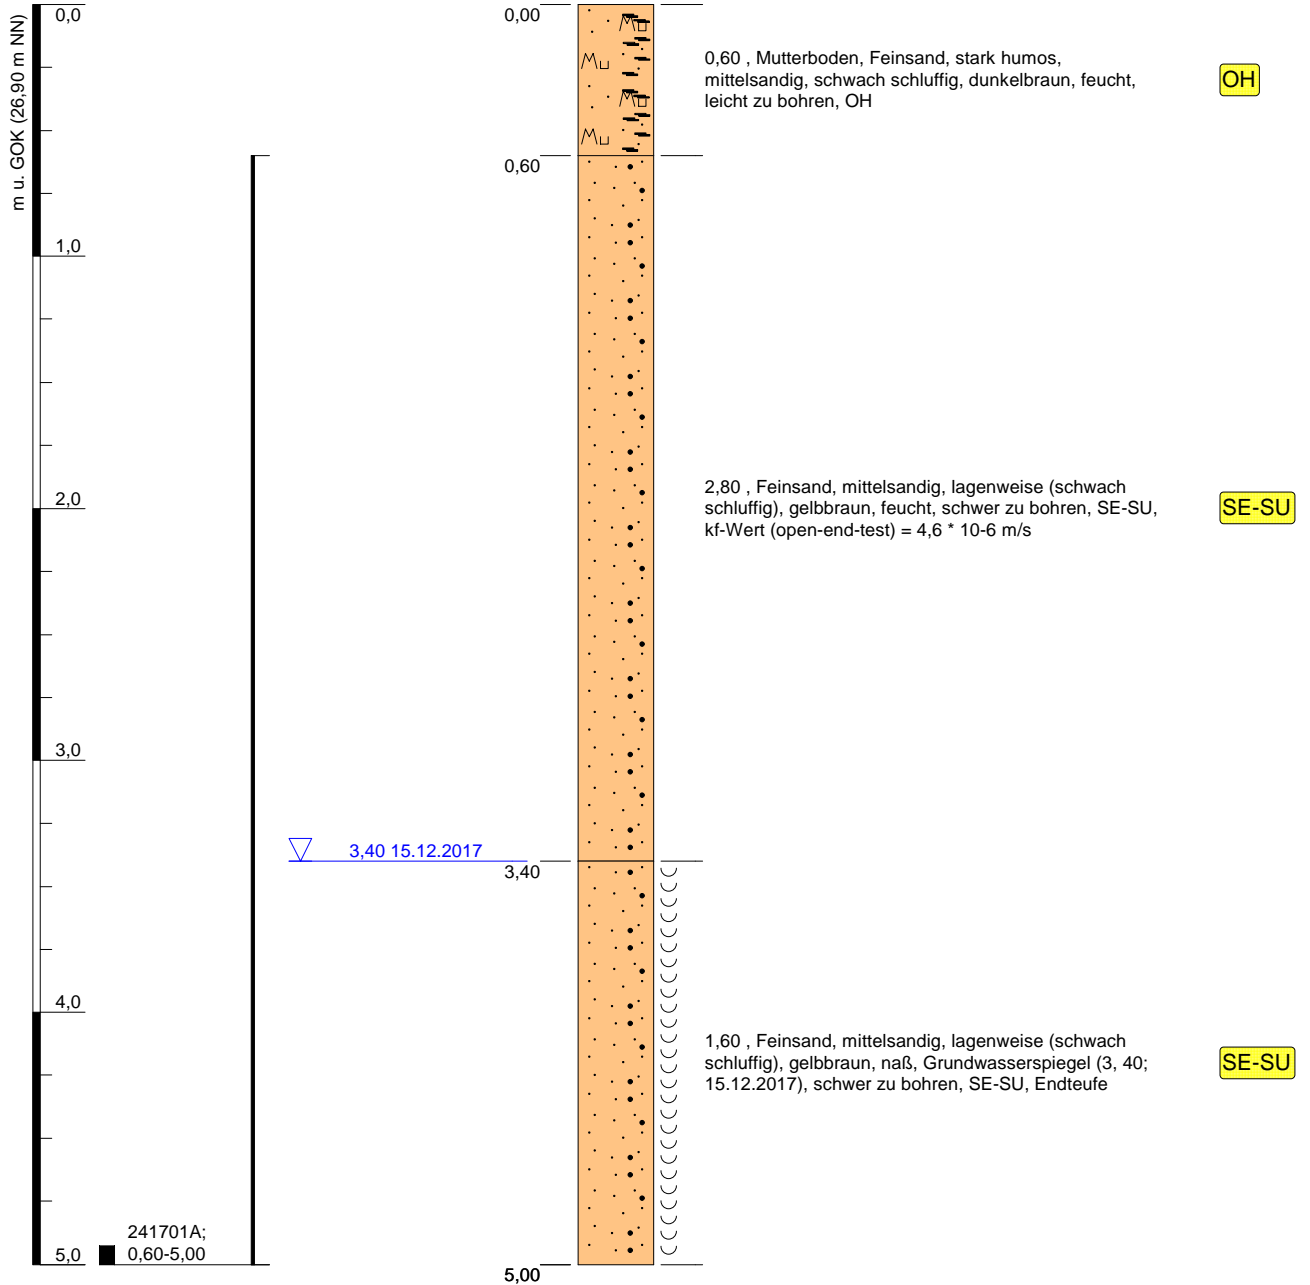 m u. GOK (26,90 m NN)
0,0
0,00
Mu
Mu
Mu
Mu
0,60 , Mutterboden, Feinsand, stark humos,
mittelsandig, schwach schluffig, dunkelbraun, feucht,
leicht zu bohren, OH
OH
0,60
1,0
2,0
2,80 , Feinsand, mittelsandig, lagenweise (schwach
schluffig), gelbbraun, feucht, schwer zu bohren, SE-SU,
kf-Wert (open-end-test) = 4,6 * 10-6 m/s
SE-SU
3,0
3,40 15.12.2017
3,40
4,0
1,60 , Feinsand, mittelsandig, lagenweise (schwach
schluffig), gelbbraun, naß, Grundwasserspiegel (3, 40;
15.12.2017), schwer zu bohren, SE-SU, Endteufe
SE-SU
241701A;
0,60-5,00
5,0
5,00